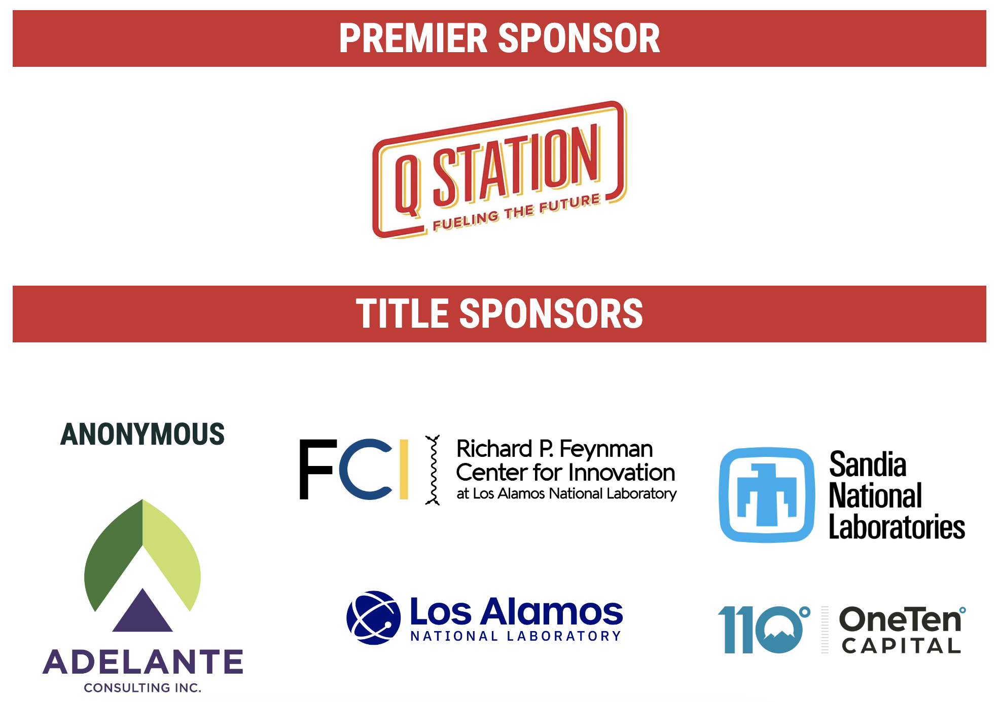 PREMIER SPONSOR
Q STATION
FUELING THE FUTURE
TITLE SPONSORS
ANONYMOUS
FCI
Richard P. Feynman
Center for Innovation
at Los Alamos National Laboratory
Sandia
National
Laboratories
ADELANTE
CONSULTING INC.
Los Alamos
NATIONAL LABORATORY
110°
OneTen°
CAPITAL